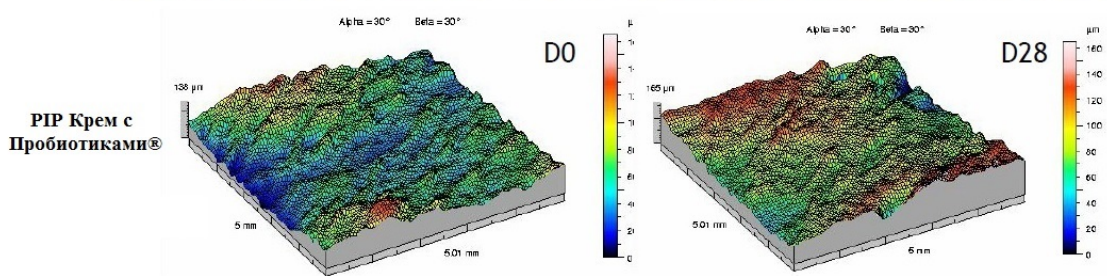 Alpha = 30° Beta = 30°
D0
138 µm
5 mm
5.01 mm
PIP Крем с
Пробиотиками®
Alpha = 30° Beta = 30°
D28
µm
160
140
120
100
80
60
40
20
0
165 µm
5.01 mm
5 mm